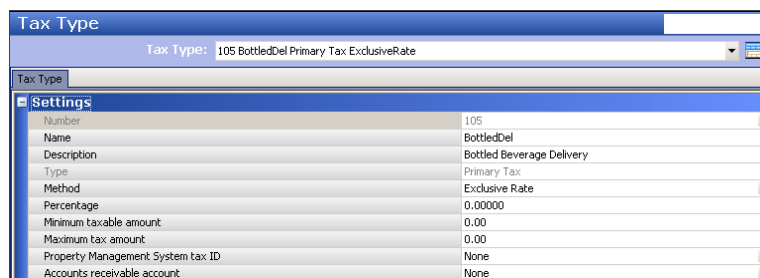 Tax Type
Tax Type: 105 BottledDel Primary Tax ExclusiveRate
Tax Type
Settings
Number 105
Name BottledDel
Description Bottled Beverage Delivery
Type Primary Tax
Method Exclusive Rate
Percentage 0.00000
Minimum taxable amount 0.00
Maximum tax amount 0.00
Property Management System tax ID None
Accounts receivable account None